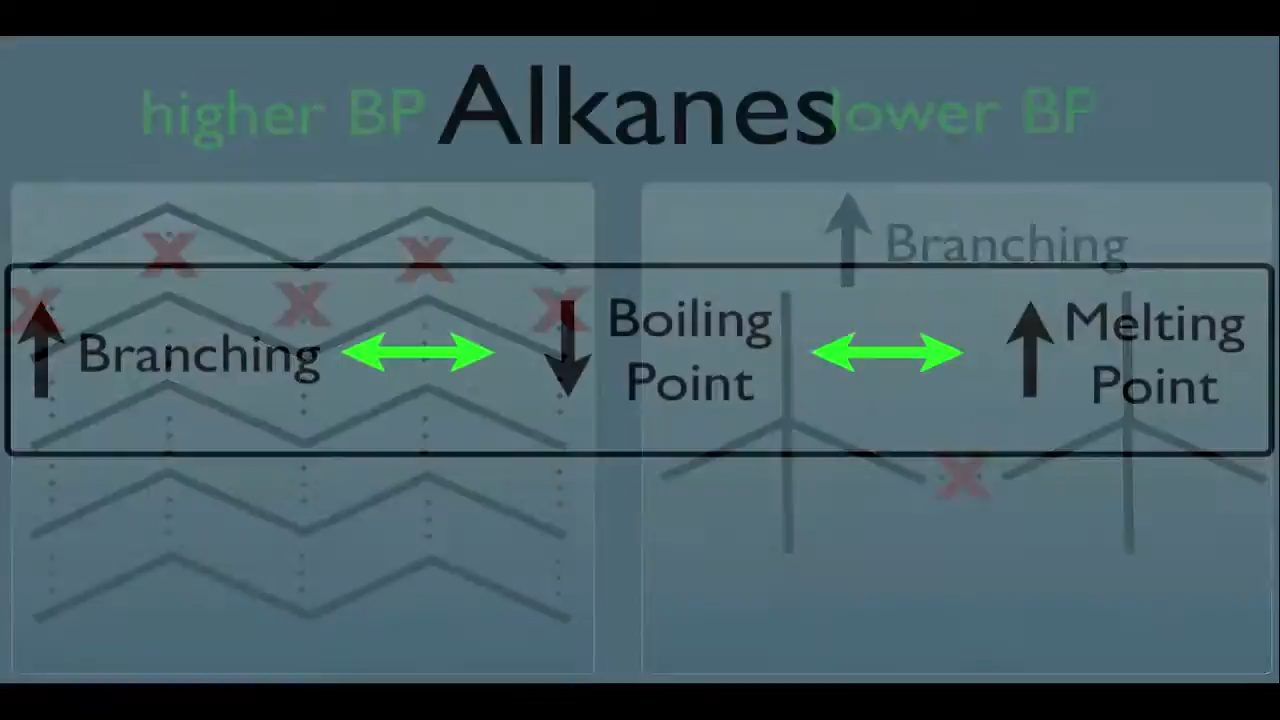 higher BP Alkanes lower BP
Branching
Branching
Boiling
Point
Melting
Point
X X
X X X
X